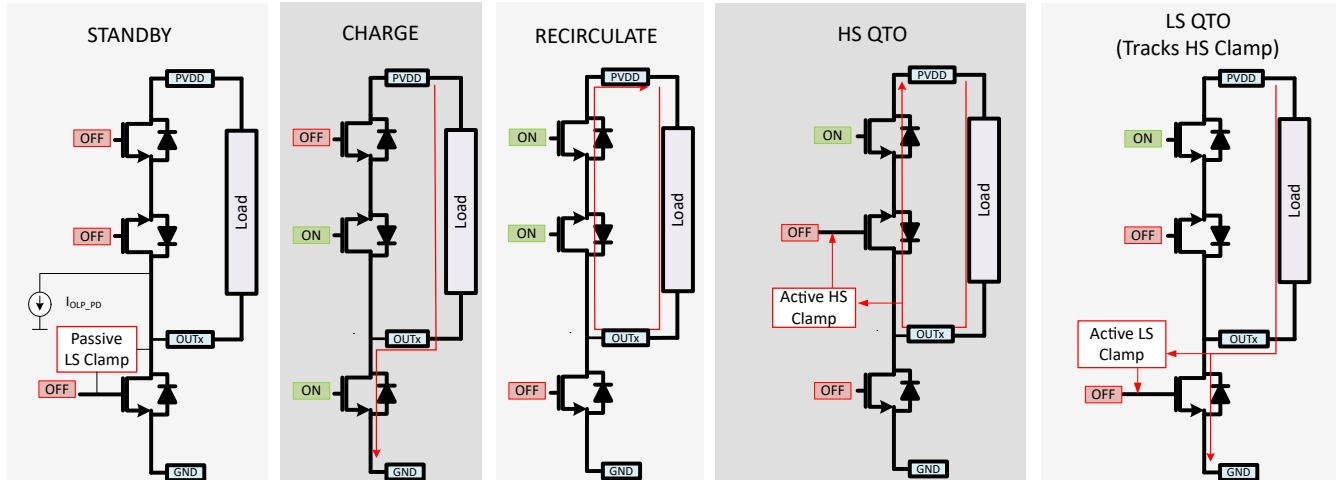 STANDBY
PVDD
OFF
OFF
Load
I_OLP_PD
Passive
LS Clamp
OUTx
OFF
GND
CHARGE
PVDD
OFF
ON
Load
OUTx
ON
GND
RECIRCULATE
PVDD
ON
ON
Load
OUTx
OFF
GND
HS QTO
PVDD
ON
OFF
Load
Active HS
Clamp
OUTx
OFF
GND
LS QTO
(Tracks HS Clamp)
PVDD
ON
OFF
Load
OUTx
Active LS
Clamp
OFF
GND